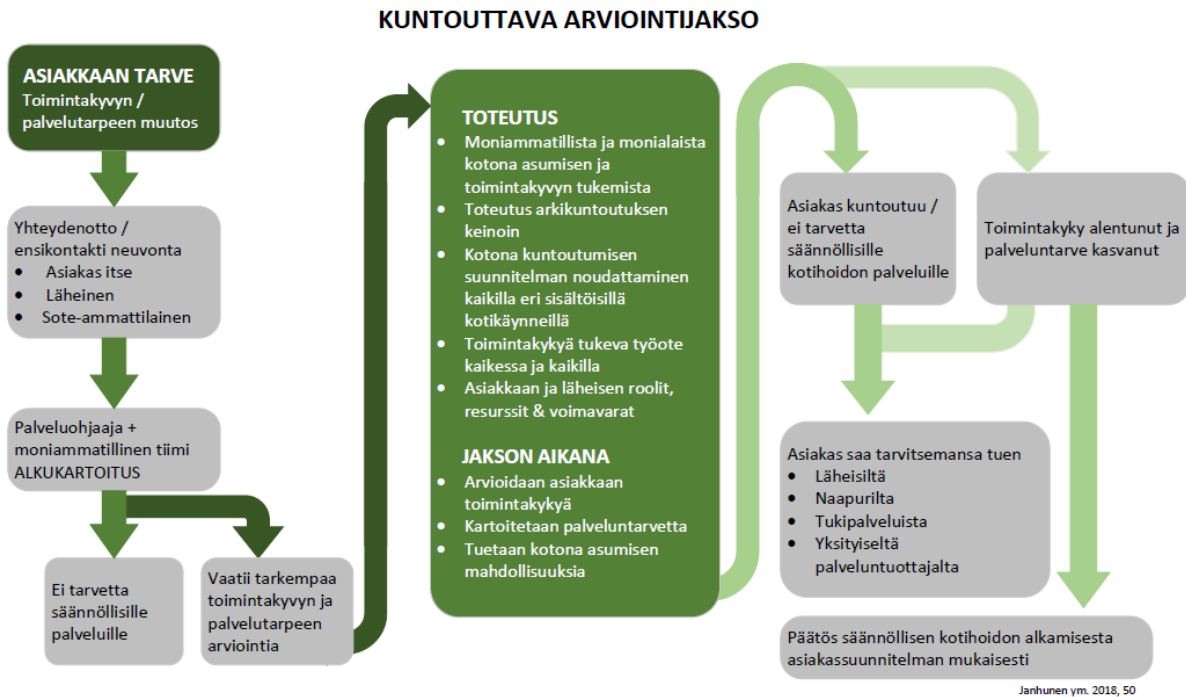 KUNTOUTTAVA ARVIOINTIJAKSO
ASIAKKAAN TARVE
Toimintakyvyn /
palvelutarpeen muutos
Yhteydenotto /
ensikontakti neuvonta
• Asiakas itse
• Läheinen
• Sote-ammattilainen
Palveluohjaaja +
moniammatillinen tiimi
ALKUKARTOITUS
Ei tarvetta
säännöllisille
palveluille
Vaatii tarkempaa
toimintakyvyn ja
palvelutarpeen
arviointia
TOTEUTUS
• Moniammatillista ja monialaista
kotona asumisen ja
toimintakyvyn tukemista
• Toteutus arkikuntoutuksen
keinoin
• Kotona kuntoutumisen
suunnitelman noudattaminen
kaikilla eri sisältöisillä
kotikäynneillä
• Toimintakykyä tukeva työote
kaikessa ja kaikilla
• Asiakkaan ja läheisen roolit,
resurssit & voimavarat
JAKSON AIKANA
• Arvioidaan asiakkaan
toimintakykyä
• Kartoitetaan palveluntarvetta
• Tuetaan kotona asumisen
mahdollisuuksia
Asiakas kuntoutuu /
ei tarvetta
säännöllisille
kotihoidon palveluille
Toimintakyky alentunut ja
palveluntarve kasvanut
Asiakas saa tarvitsemansa tuen
• Läheisiltä
• Naapurilta
• Tukipalveluista
• Yksityiseltä
palveluntuottajalta
Päätös säännöllisen kotihoidon alkamisesta
asiakassuunnitelman mukaisesti
Janhunen ym. 2018, 50